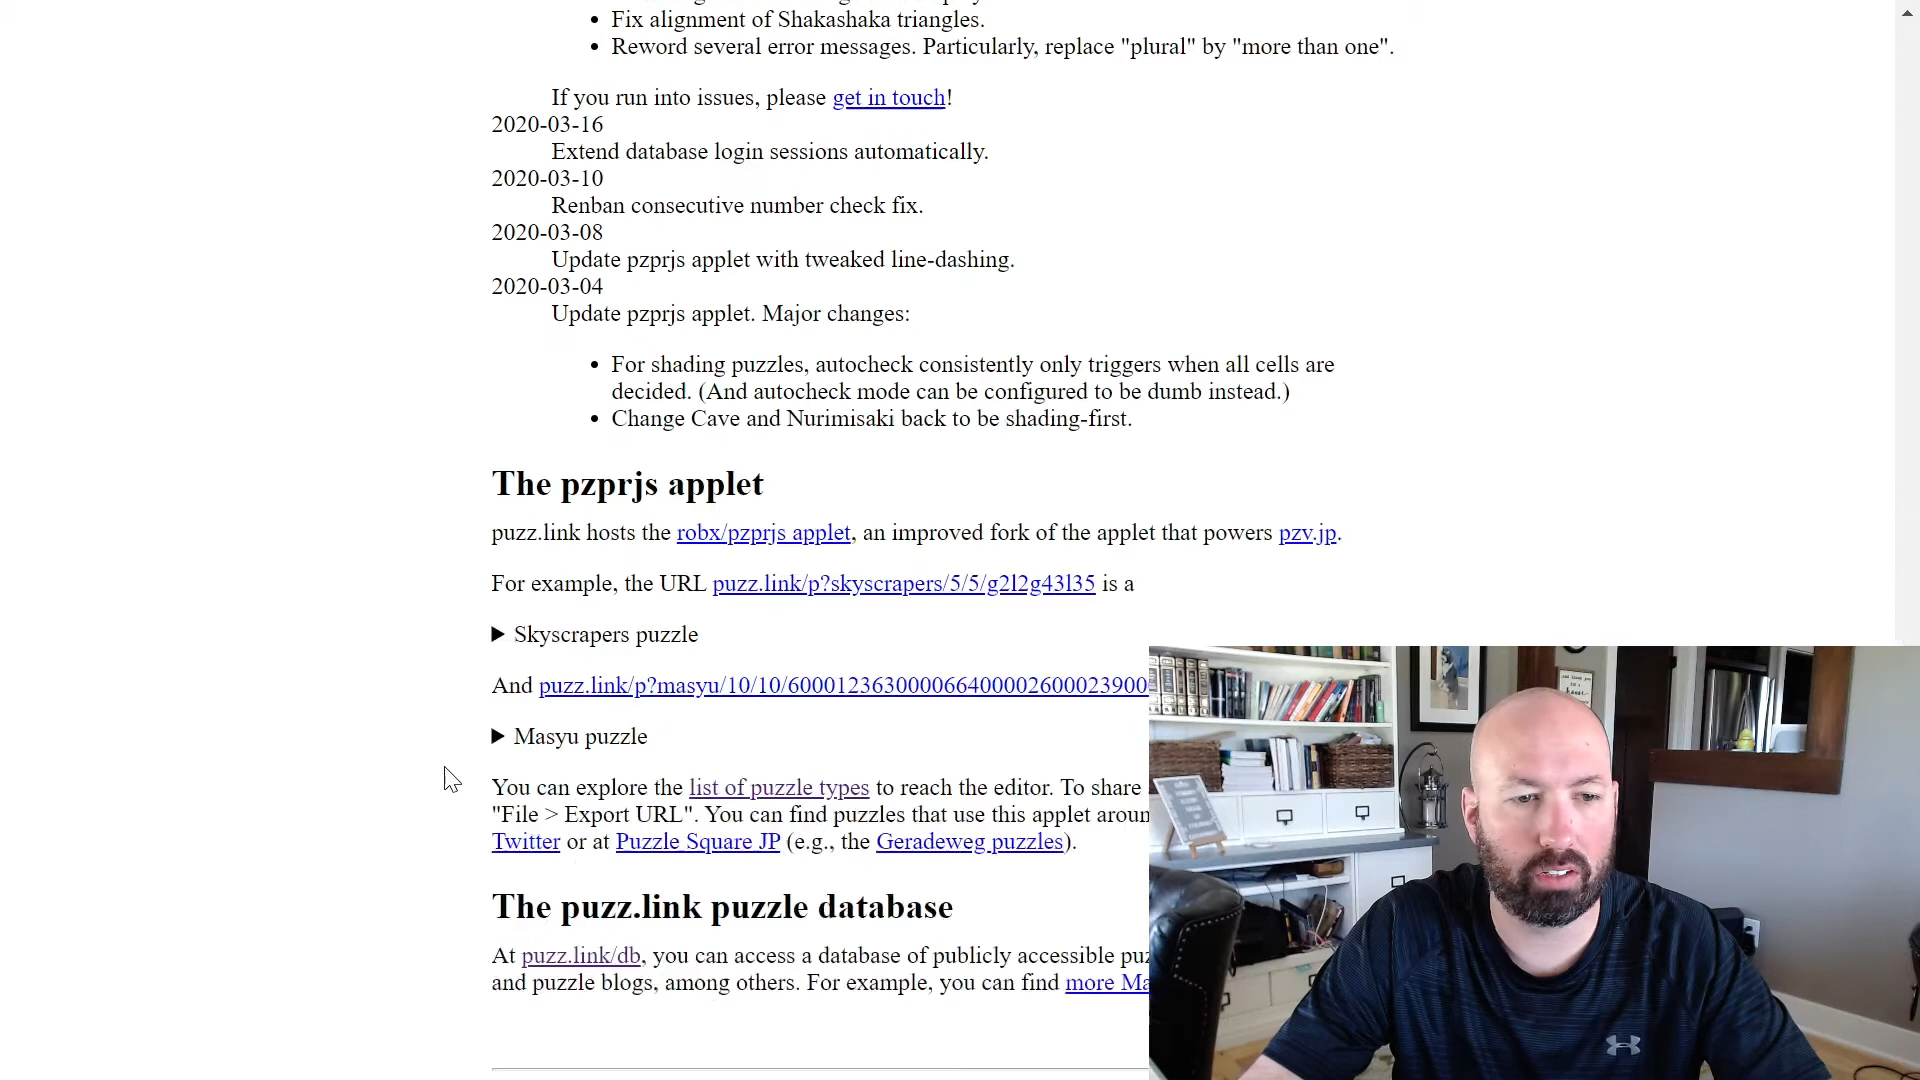 • Fix alignment of Shakashaka triangles.
• Reword several error messages. Particularly, replace "plural" by "more than one".
If you run into issues, please get in touch!
2020-03-16
Extend database login sessions automatically.
2020-03-10
Renban consecutive number check fix.
2020-03-08
Update pzprjs applet with tweaked line-dashing.
2020-03-04
Update pzprjs applet. Major changes:
• For shading puzzles, autocheck consistently only triggers when all cells are
decided. (And autocheck mode can be configured to be dumb instead.)
• Change Cave and Nurimisaki back to be shading-first.
The pzprjs applet
puzz.link hosts the robx/pzprjs applet, an improved fork of the applet that powers pzv.jp.
For example, the URL puzz.link/p?skyscrapers/5/5/g2l2g43l35 is a
▶ Skyscrapers puzzle
And puzz.link/p?masyu/10/10/600012363000066400002600023900
▶ Masyu puzzle
You can explore the list of puzzle types to reach the editor. To share
"File > Export URL". You can find puzzles that use this applet aroun
Twitter or at Puzzle Square JP (e.g., the Geradeweg puzzles).
The puzz.link puzzle database
At puzz.link/db, you can access a database of publicly accessible puz
and puzzle blogs, among others. For example, you can find more Ma